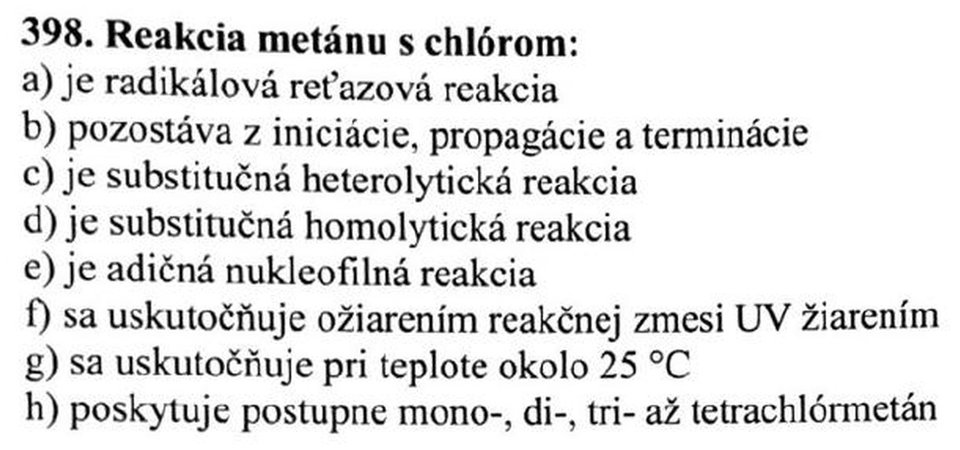 398. Reakcia metánu s chlórom:
a) je radikálová reťazová reakcia
b) pozostáva z iniciácie, propagácie a terminácie
c) je substitučná heterolytická reakcia
d) je substitučná homolytická reakcia
e) je adičná nukleofilná reakcia
f) sa uskutočňuje ožiarením reakčnej zmesi UV žiarením
g) sa uskutočňuje pri teplote okolo 25 °C
h) poskytuje postupne mono-, di-, tri- až tetrachlórmetán